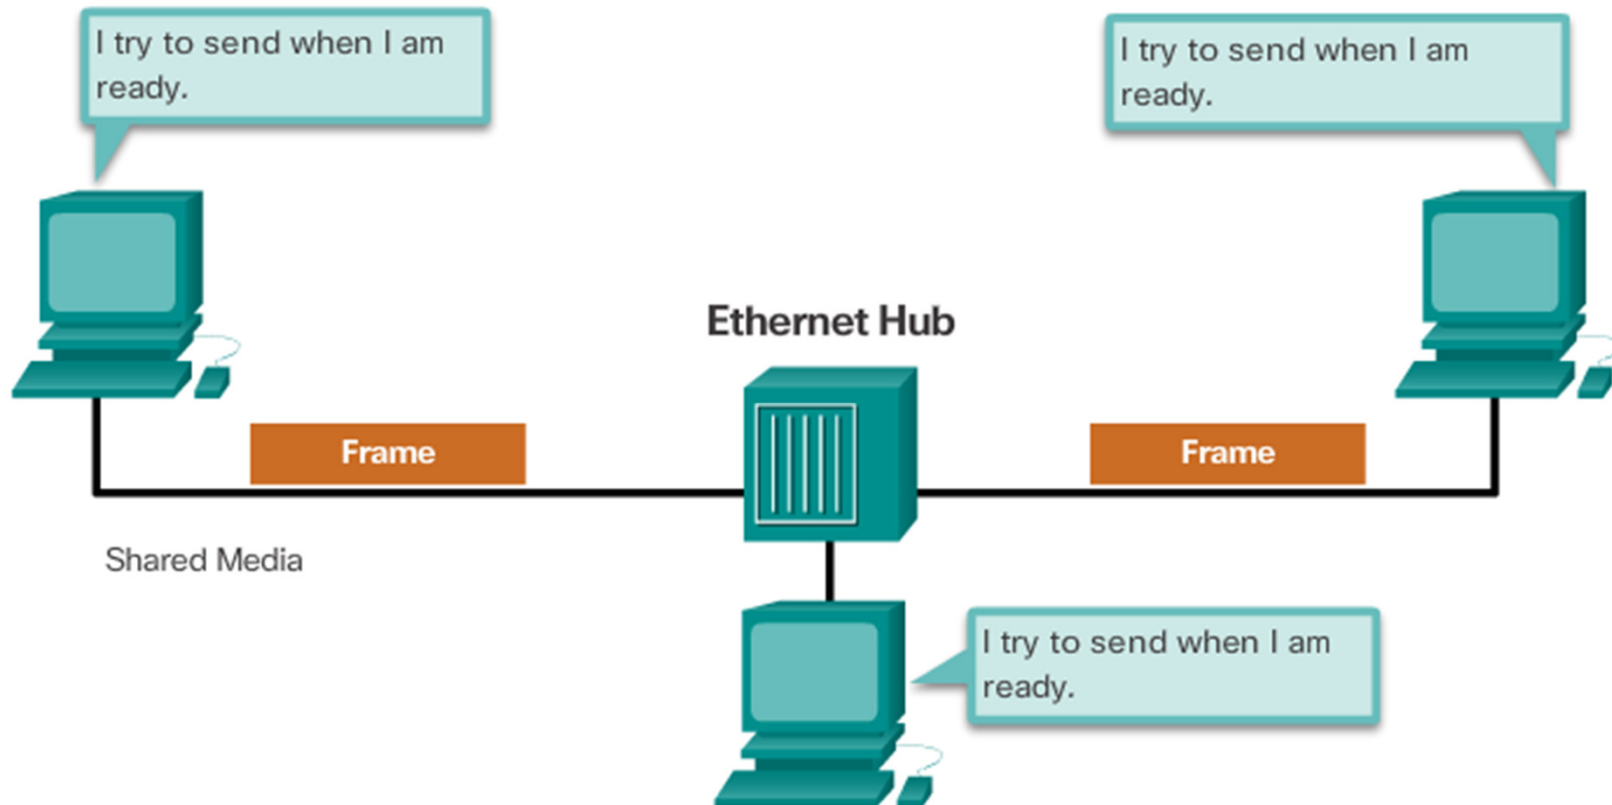 I try to send when I am
ready.
I try to send when I am
ready.
Ethernet Hub
Frame
Frame
Shared Media
I try to send when I am
ready.